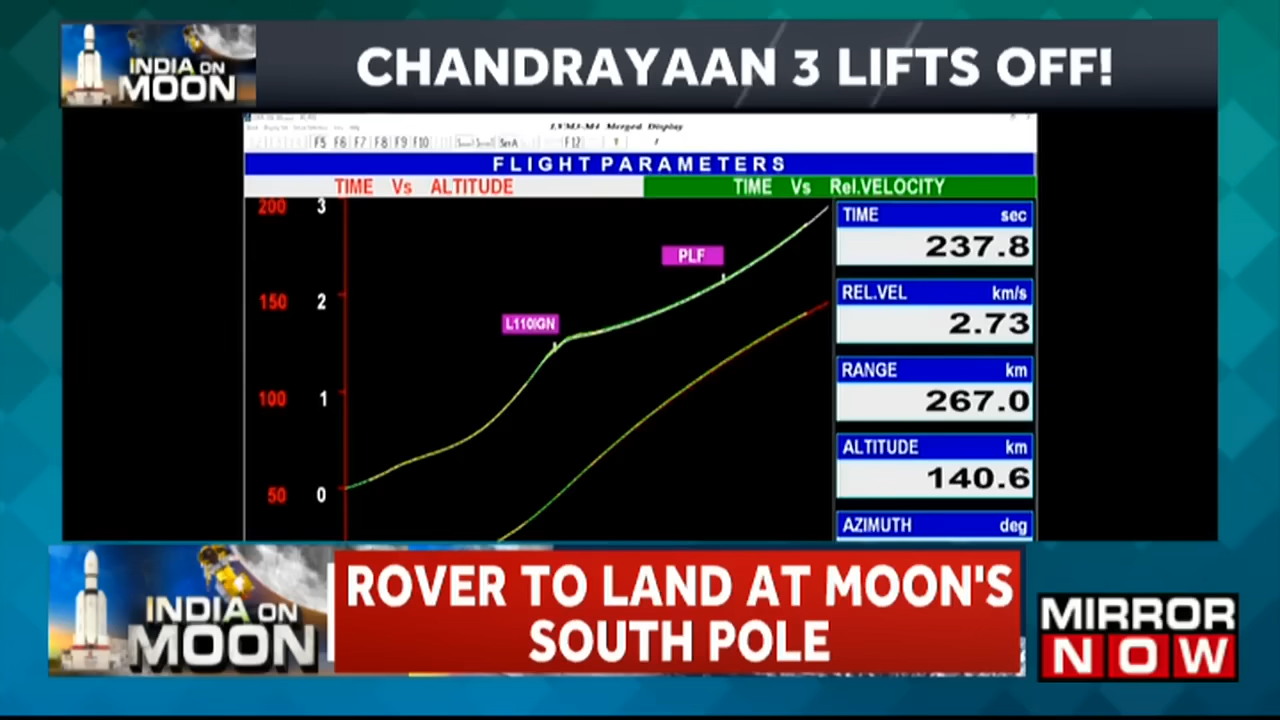 INDIA ON
MOON
CHANDRAYAAN 3 LIFTS OFF!
LVM3-M4 Merged Display
F5 F6 F7 F8 F9 F10
SerA
F12
FLIGHT PARAMETERS
TIME Vs ALTITUDE
TIME Vs Rel.VELOCITY
200 3
150 2
100 1
50 0
PLF
L110IGN
TIME sec
237.8
REL.VEL km/s
2.73
RANGE km
267.0
ALTITUDE km
140.6
AZIMUTH deg
INDIA ON
MOON
ROVER TO LAND AT MOON'S
SOUTH POLE
MIRROR
NOW